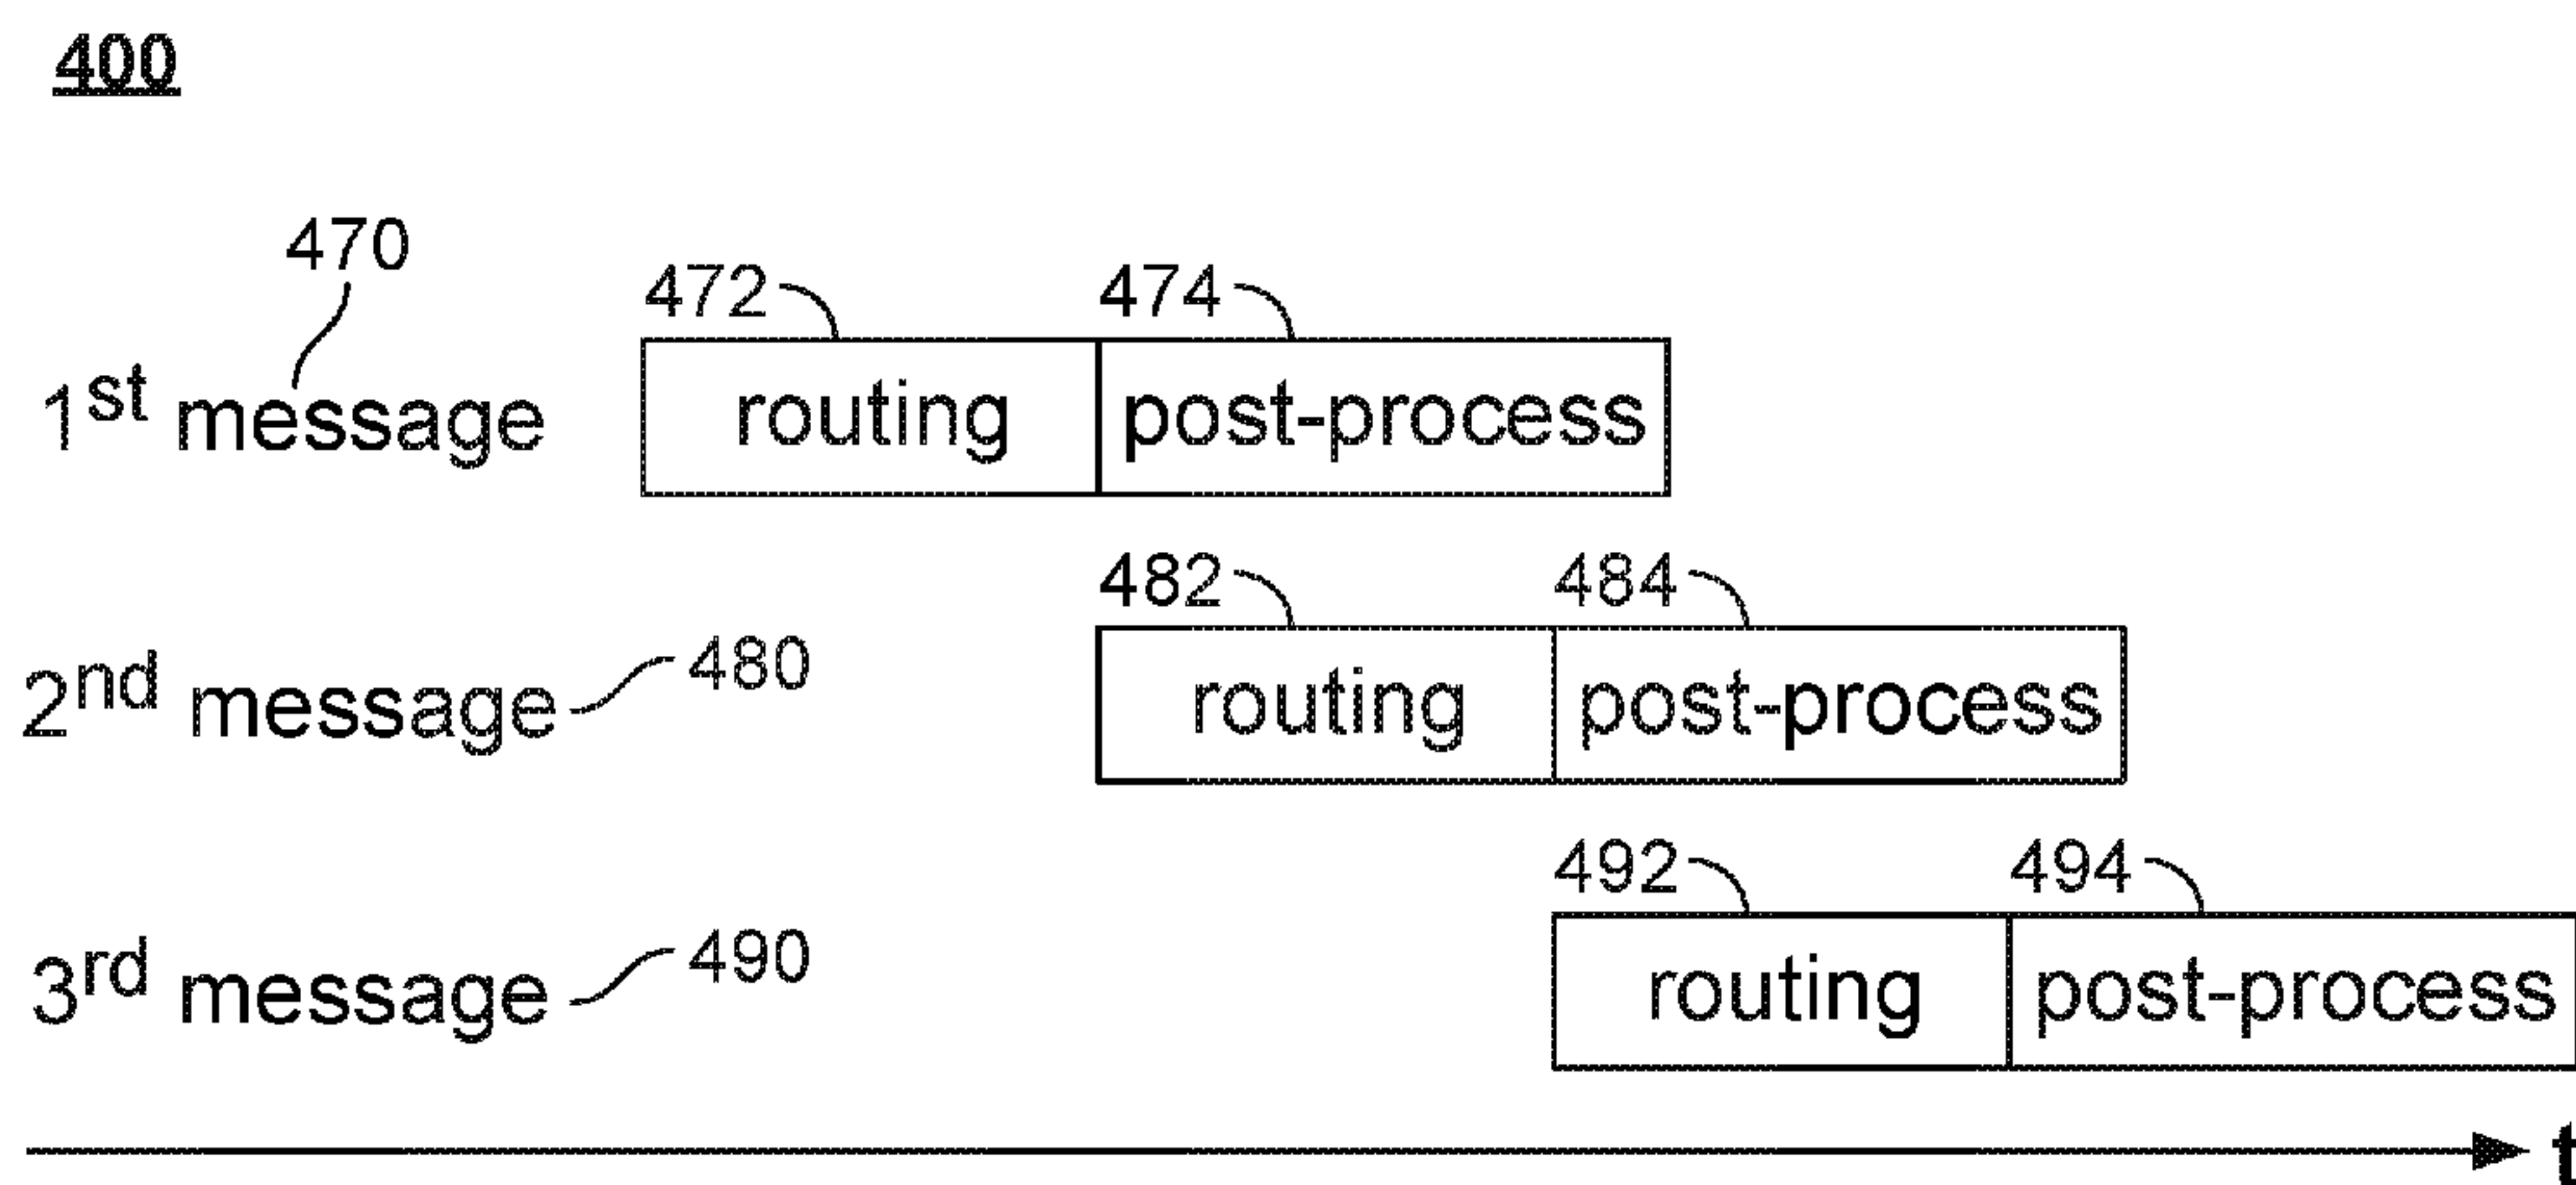 400
470
472 474
1st message routing post-process
482 484
2nd message 480 routing post-process
492 494
3rd message 490 routing post-process
t